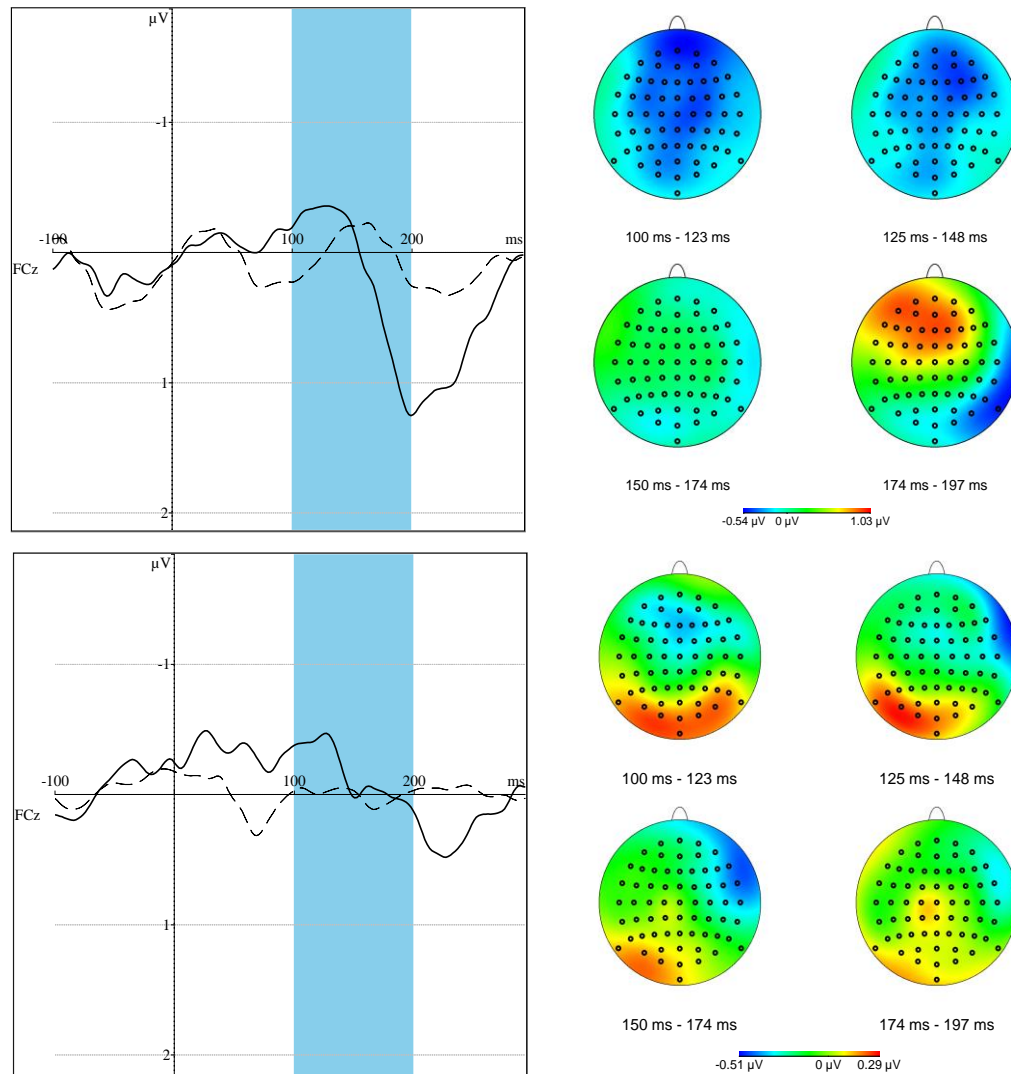 µV
-1
-100
100
200
ms
FCz
1
2
100 ms - 123 ms
125 ms - 148 ms
150 ms - 174 ms
174 ms - 197 ms
-0.54 µV 0 µV 1.03 µV
µV
-1
-100
100
200
ms
FCz
1
2
100 ms - 123 ms
125 ms - 148 ms
150 ms - 174 ms
174 ms - 197 ms
-0.51 µV 0 µV 0.29 µV